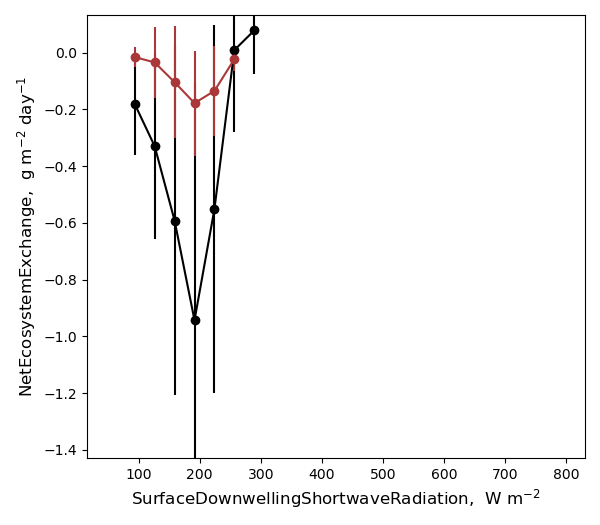 0.0
−0.2
−0.4
−0.6
−0.8
−1.0
−1.2
−1.4
NetEcosystemExchange,  g m⁻² day⁻¹
100 200 300 400 500 600 700 800
SurfaceDownwellingShortwaveRadiation,  W m⁻²